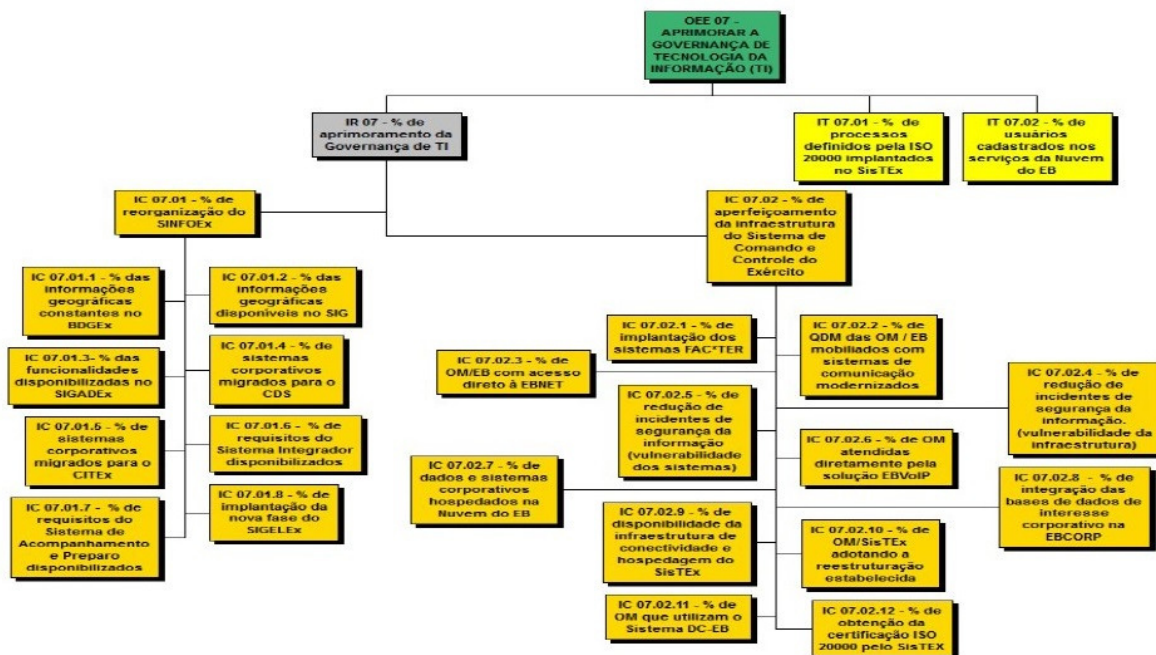 OEE 07 -
APRIMORAR A
GOVERNANÇA DE
TECNOLOGIA DA
INFORMAÇÃO (TI)
IR 07 - % de
aprimoramento da
Governança de TI
IT 07.01 - % de
processos
definidos pela ISO
20000 implantados
no SisTEx
IT 07.02 - % de
usuários
cadastrados nos
serviços da Nuvem
do EB
IC 07.01 - % de
reorganização do
SINFOEx
IC 07.02 - % de
aperfeiçoamento
da infraestrutura
do Sistema de
Comando e
Controle do
Exército
IC 07.01.1 - % das
informações
geográficas
constantes no
BDGEx
IC 07.01.2 - % das
informações
geográficas
disponíveis no SIG
IC 07.01.3- % das
funcionalidades
disponibilizadas no
SIGADEx
IC 07.01.4 - % de
sistemas
corporativos
migrados para o
CDS
IC 07.01.5 - % de
sistemas
corporativos
migrados para o
CITEx
IC 07.01.6 - % de
requisitos do
Sistema Integrador
disponibilizados
IC 07.01.7 - % de
requisitos do
Sistema de
Acompanhamento
e Preparo
disponibilizados
IC 07.01.8 - % de
implantação da
nova fase do
SIGELEx
IC 07.02.1 - % de
implantação dos
sistemas FAC*TER
IC 07.02.2 - % de
QDM das OM / EB
mobiliados com
sistemas de
comunicação
modernizados
IC 07.02.3 - % de
OM/EB com acesso
direto à EBNET
IC 07.02.4 - %
de redução de
incidentes de
segurança da
informação.
(vulnerabilidade da
infraestrutura)
IC 07.02.5 - %
de redução de
incidentes de
segurança da
informação
(vulnerabilidade
dos sistemas)
IC 07.02.6 - % de OM
atendidas
diretamente pela
solução EBVoIP
IC 07.02.7 - % de
dados e sistemas
corporativos
hospedados na
Nuvem do EB
IC 07.02.8 - % de
integração das
bases de dados de
interesse
corporativo na
EBCORP
IC 07.02.9 - % de
disponibilidade da
infraestrutura de
conectividade e
hospedagem do
SisTEx
IC 07.02.10 - % de
OM/SisTEx
adotando a
reestruturação
estabelecida
IC 07.02.11 - % de
OM que utilizam o
Sistema DC-EB
IC 07.02.12 - % de
obtenção da
certificação ISO
20000 pelo SisTEX